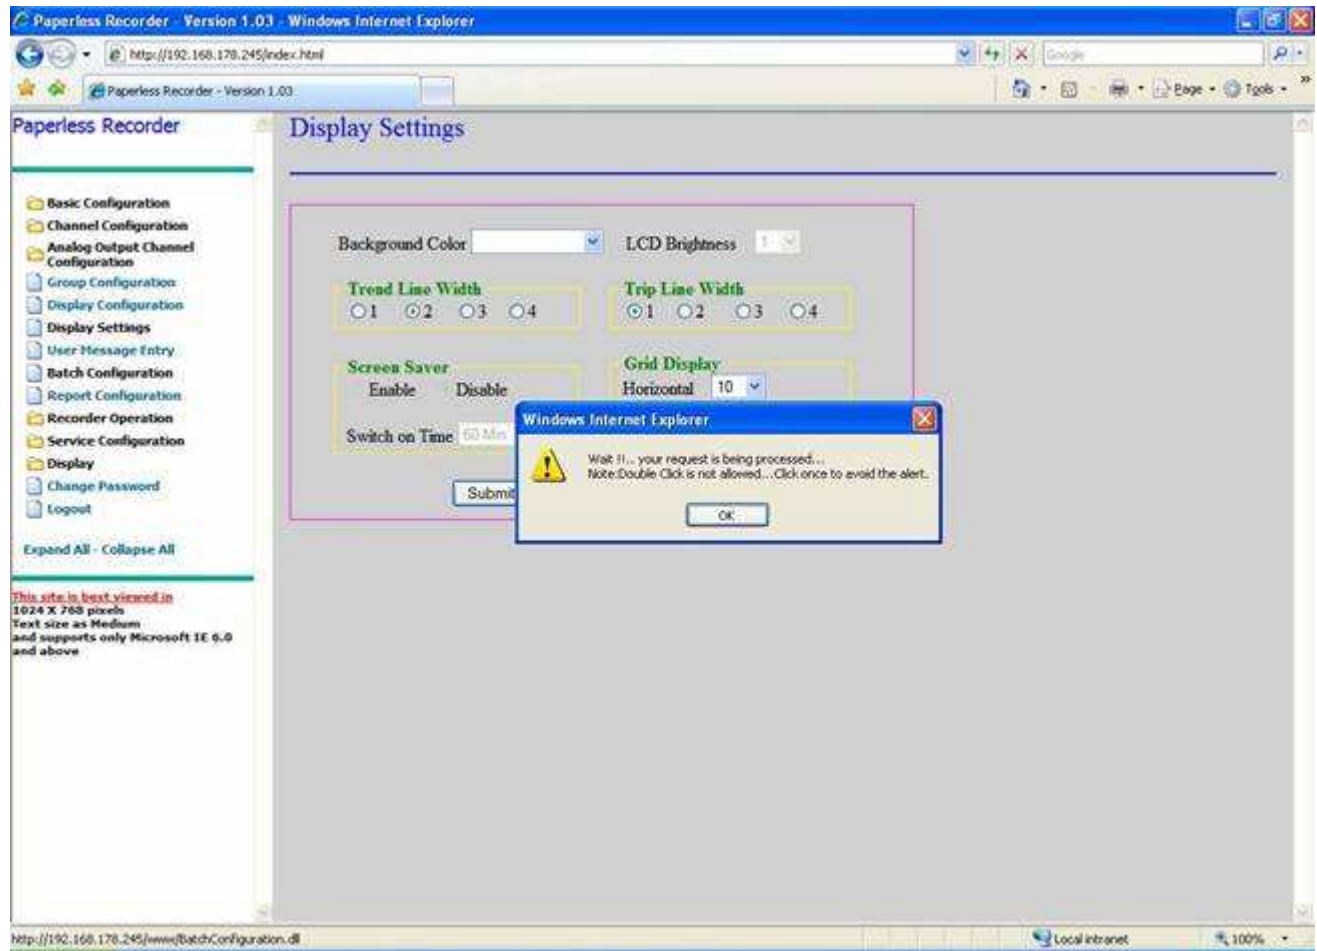 Paperless Recorder - Version 1.03 - Windows Internet Explorer
http://192.168.178.245/index.html
Google
Paperless Recorder - Version 1.03
Page
Tools
Paperless Recorder
Basic Configuration
Channel Configuration
Analog Output Channel
Configuration
Group Configuration
Display Configuration
Display Settings
User Message Entry
Batch Configuration
Report Configuration
Recorder Operation
Service Configuration
Display
Change Password
Logout
Expand All - Collapse All
This site is best viewed in
1024 X 768 pixels
Text size as Medium
and supports only Microsoft IE 6.0
and above
Display Settings
Background Color
LCD Brightness 1
Trend Line Width
1 2 3 4
Trip Line Width
1 2 3 4
Screen Saver
Enable Disable
Switch on Time 60 Min
Grid Display
Horizontal 10
Submit
Windows Internet Explorer
Wait !!... your request is being processed...
Note:Double Click is not allowed...Click once to avoid the alert.
OK
http://192.168.178.245/www/BatchConfiguration.dll
Local intranet
100%